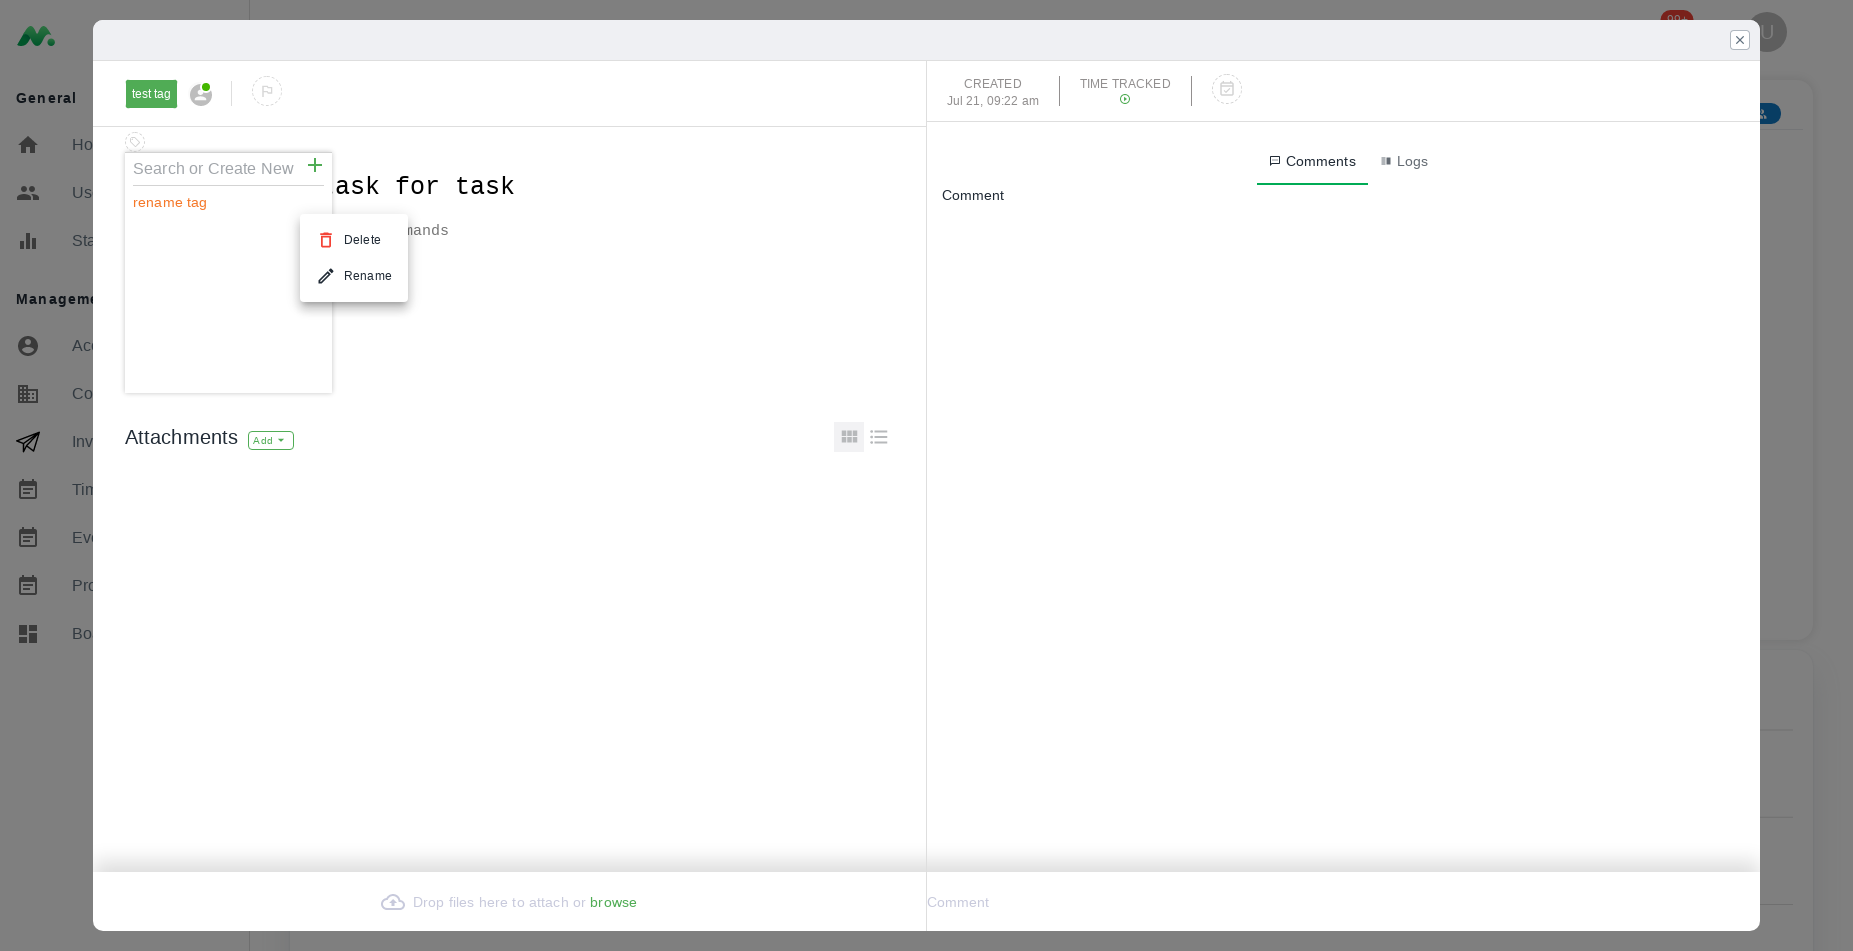 99+
U
General
Ho
Us
Sta
Manageme
Acc
Co
Inv
Tim
Eve
Pro
Bo
test tag
CREATED
Jul 21, 09:22 am
TIME TRACKED
Search or Create New
rename tag
ask for task
mands
Delete
Rename
Comments
Logs
Comment
Attachments
Add
Drop files here to attach or browse
Comment